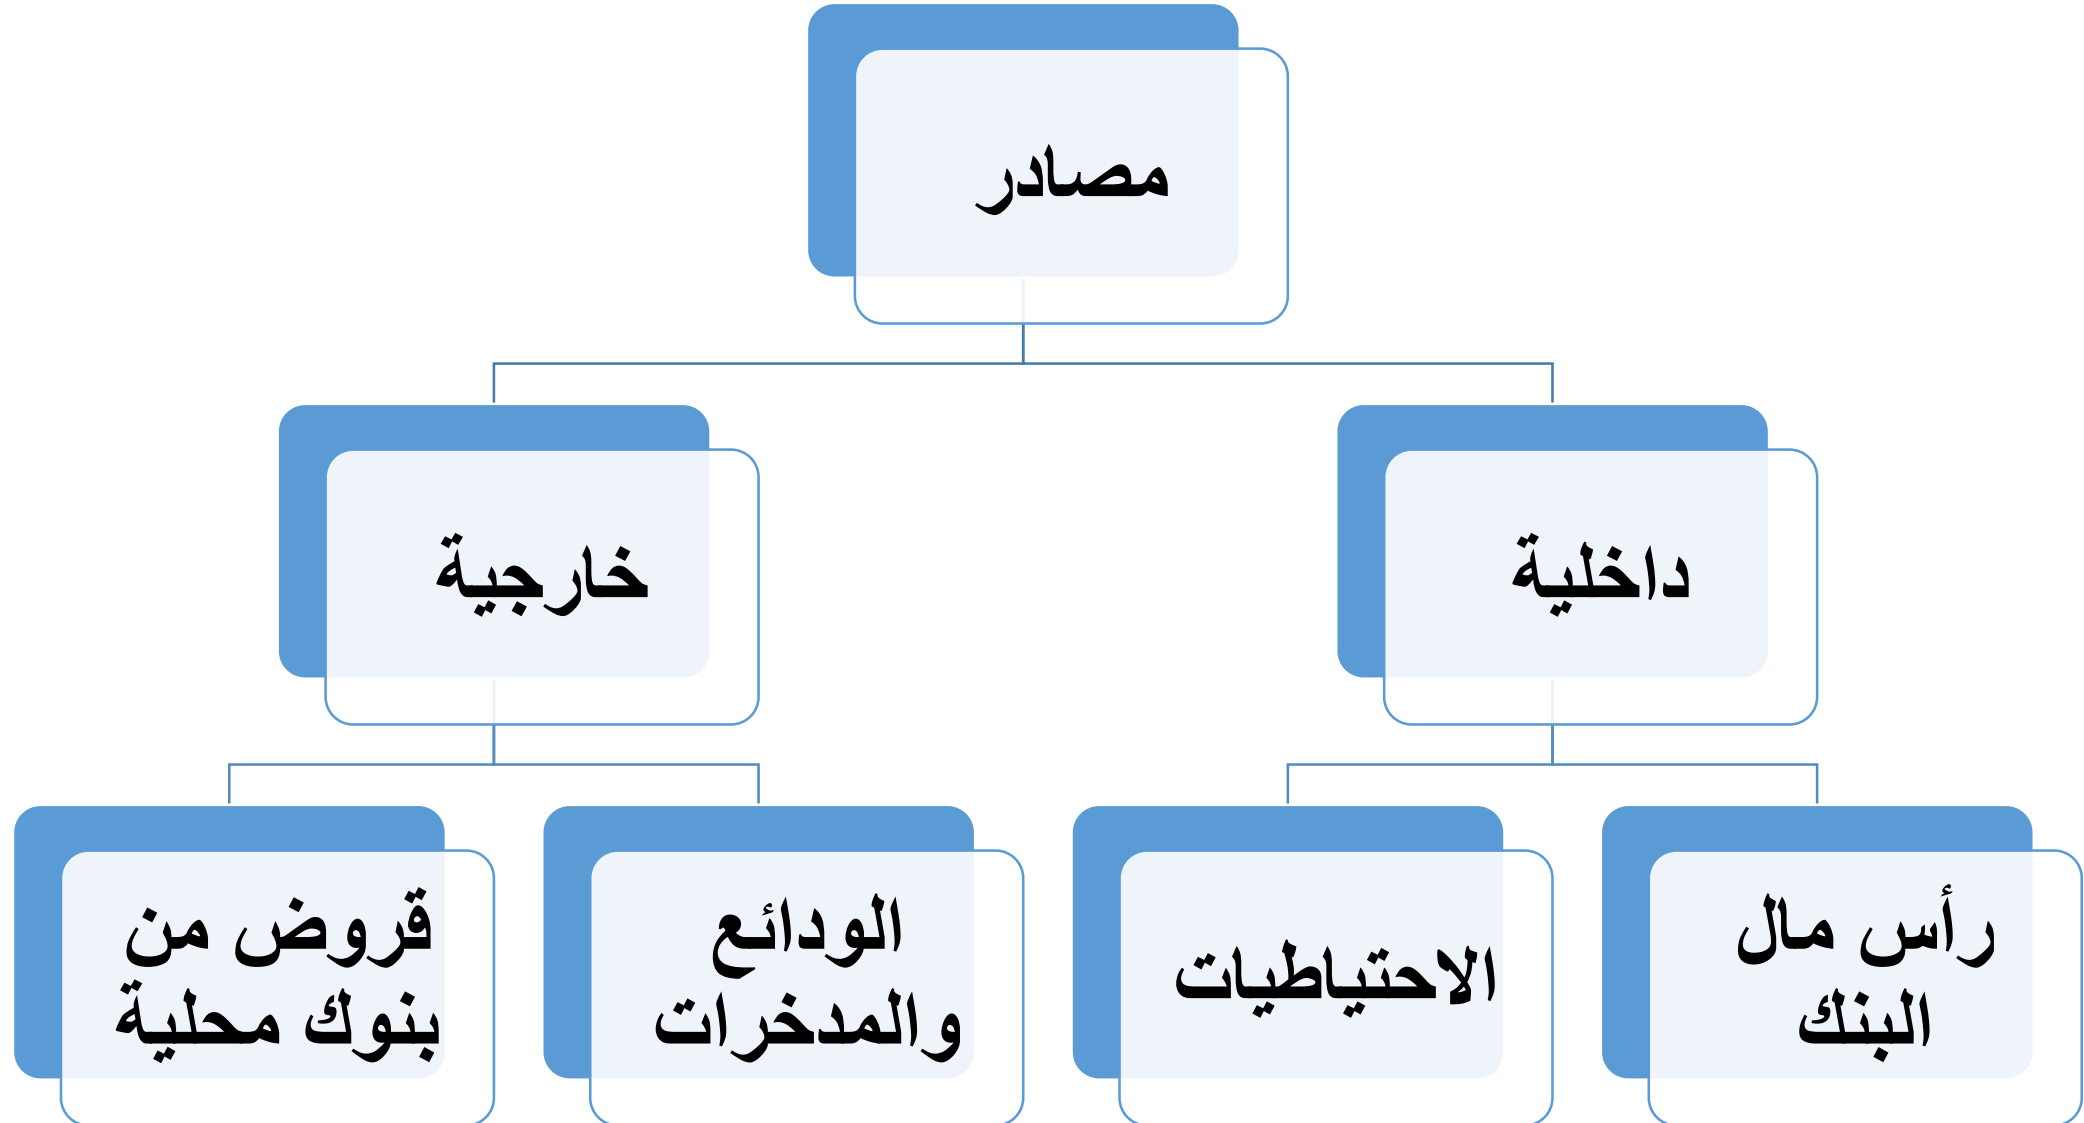 مصادر
داخلية
خارجية
رأس مال
البنك
الاحتياطيات
الودائع
والمدخرات
قروض من
بنوك محلية